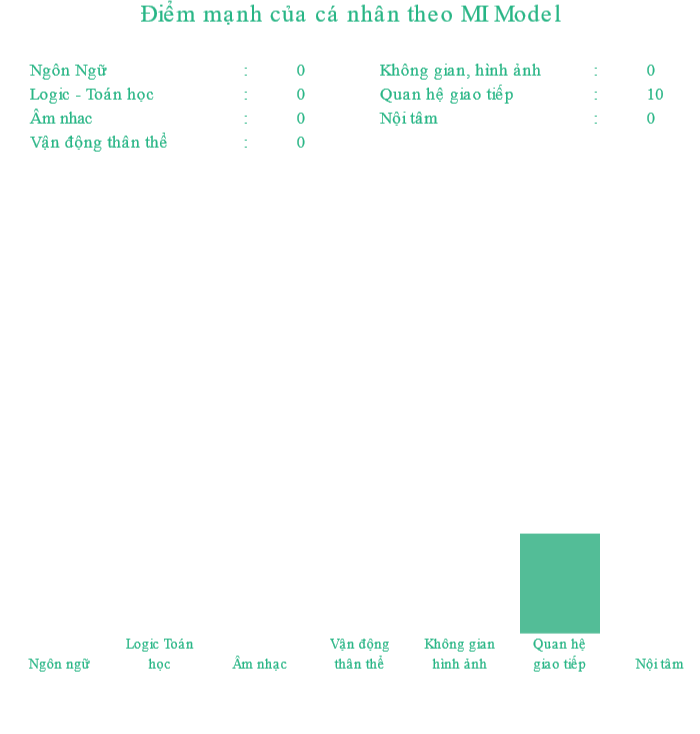 Điểm mạnh của cá nhân theo MI Model
Ngôn Ngữ : 0 Không gian, hình ảnh : 0
Logic - Toán học : 0 Quan hệ giao tiếp : 10
Âm nhac : 0 Nội tâm : 0
Vận động thân thể : 0
Logic Toán Vận động Không gian Quan hệ
Ngôn ngữ học Âm nhạc thân thể hình ảnh giao tiếp Nội tâm